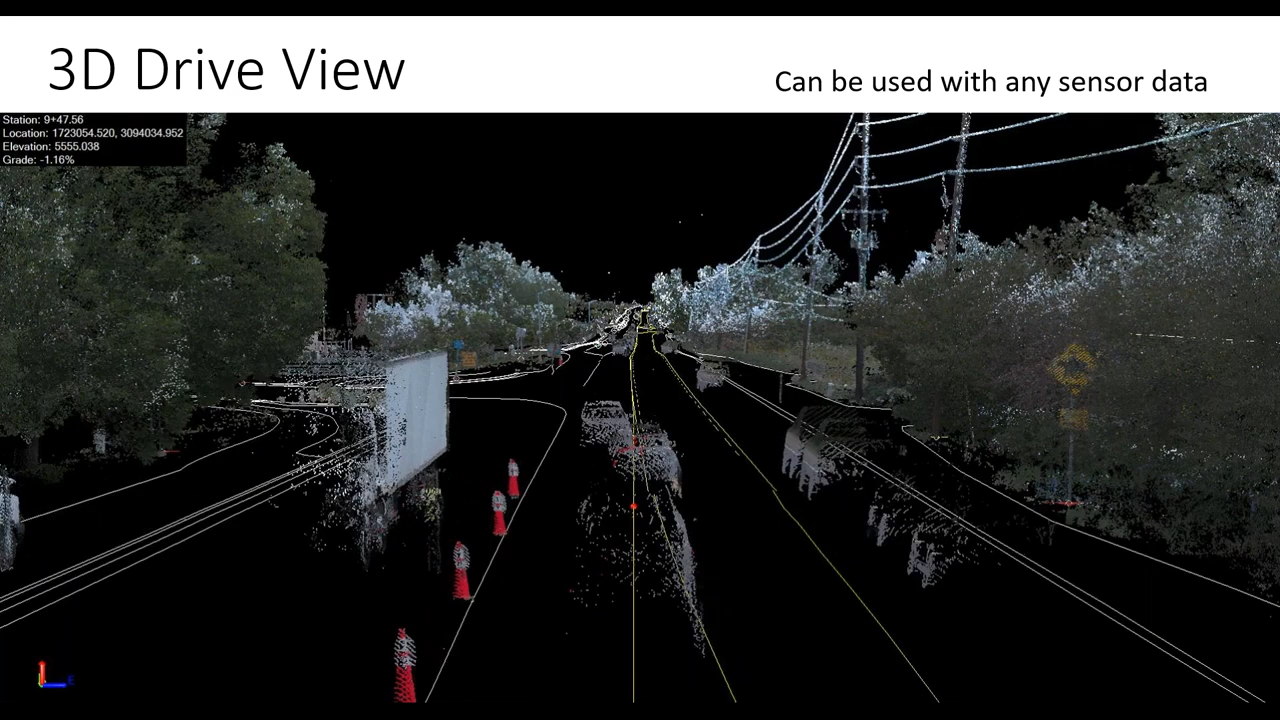 3D Drive View
Can be used with any sensor data
Station: 9+47.56
Location: 1723054.520, 3094034.952
Elevation: 5555.038
Grade: -1.16%
E